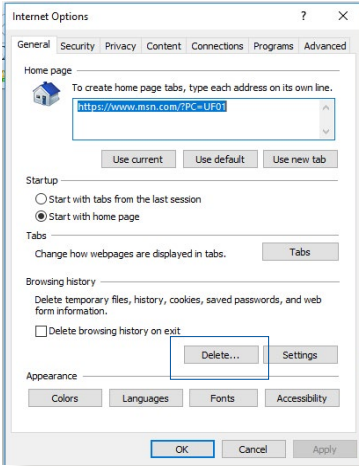 Internet Options ? X
General Security Privacy Content Connections Programs Advanced
Home page
To create home page tabs, type each address on its own line.
https://www.msn.com/?PC=UF01
Use current Use default Use new tab
Startup
Start with tabs from the last session
Start with home page
Tabs
Change how webpages are displayed in tabs. Tabs
Browsing history
Delete temporary files, history, cookies, saved passwords, and web
form information.
Delete browsing history on exit
Delete... Settings
Appearance
Colors Languages Fonts Accessibility
OK Cancel Apply